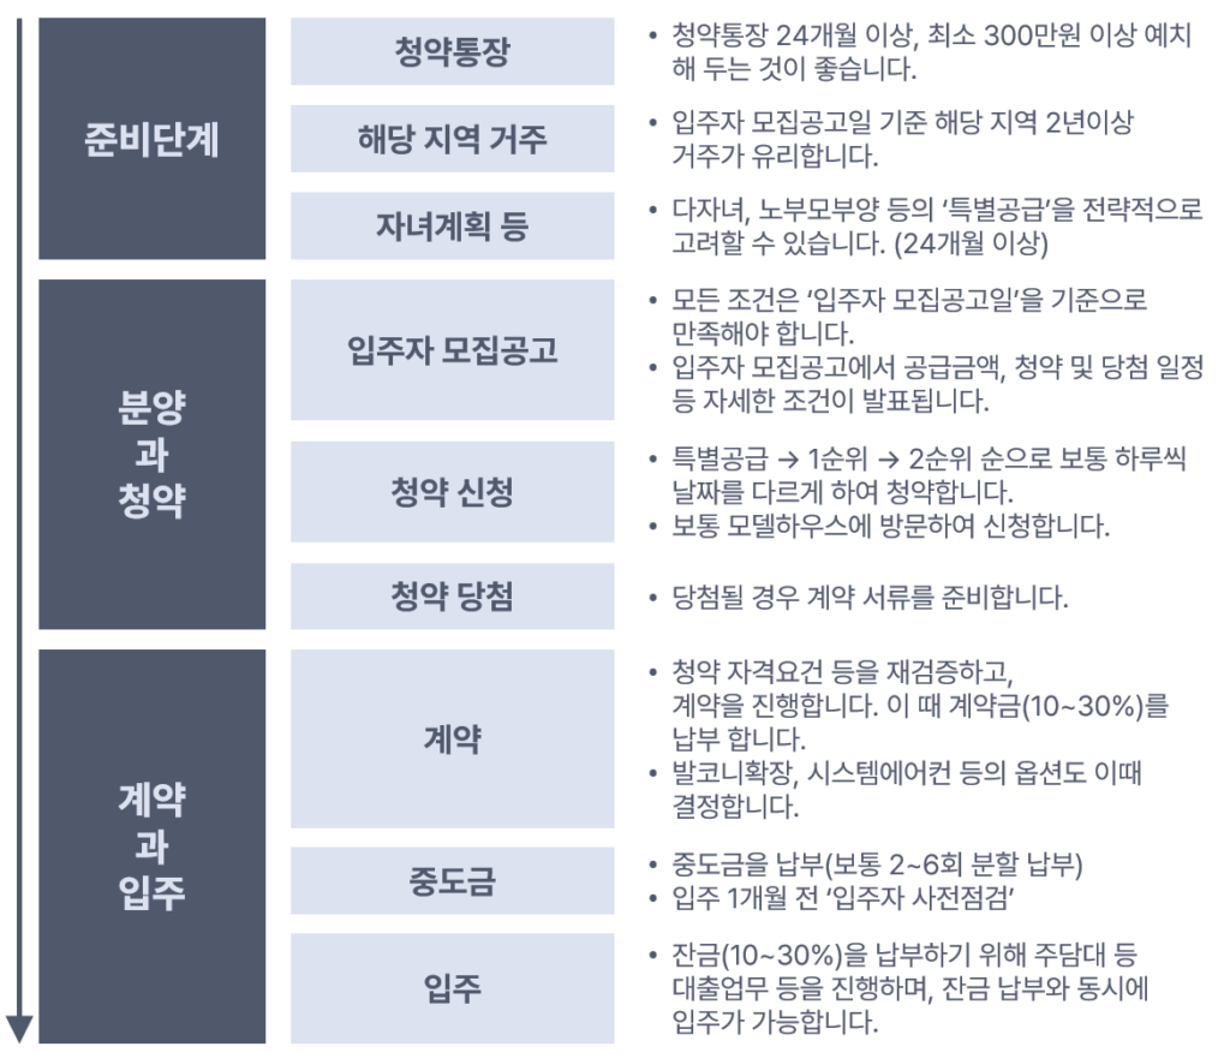 준비단계
청약통장
• 청약통장 24개월 이상, 최소 300만원 이상 예치
해 두는 것이 좋습니다.
해당 지역 거주
• 입주자 모집공고일 기준 해당 지역 2년이상
거주가 유리합니다.
자녀계획 등
• 다자녀, 노부모부양 등의 ‘특별공급’을 전략적으로
고려할 수 있습니다. (24개월 이상)
분양
과
청약
입주자 모집공고
• 모든 조건은 ‘입주자 모집공고일’을 기준으로
만족해야 합니다.
• 입주자 모집공고에서 공급금액, 청약 및 당첨 일정
등 자세한 조건이 발표됩니다.
청약 신청
• 특별공급 → 1순위 → 2순위 순으로 보통 하루씩
날짜를 다르게 하여 청약합니다.
• 보통 모델하우스에 방문하여 신청합니다.
청약 당첨
• 당첨될 경우 계약 서류를 준비합니다.
계약
과
입주
계약
• 청약 자격요건 등을 재검증하고,
계약을 진행합니다. 이 때 계약금(10~30%)를
납부 합니다.
• 발코니확장, 시스템에어컨 등의 옵션도 이때
결정합니다.
중도금
• 중도금을 납부(보통 2~6회 분할 납부)
• 입주 1개월 전 ‘입주자 사전점검’
입주
• 잔금(10~30%)을 납부하기 위해 주담대 등
대출업무 등을 진행하며, 잔금 납부와 동시에
입주가 가능합니다.